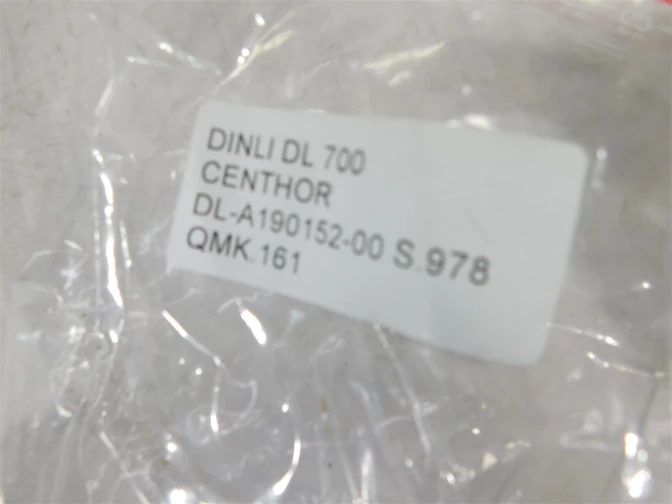 DINLI DL 700
CENTHOR
DL-A190152-00 S.978
QMK.161